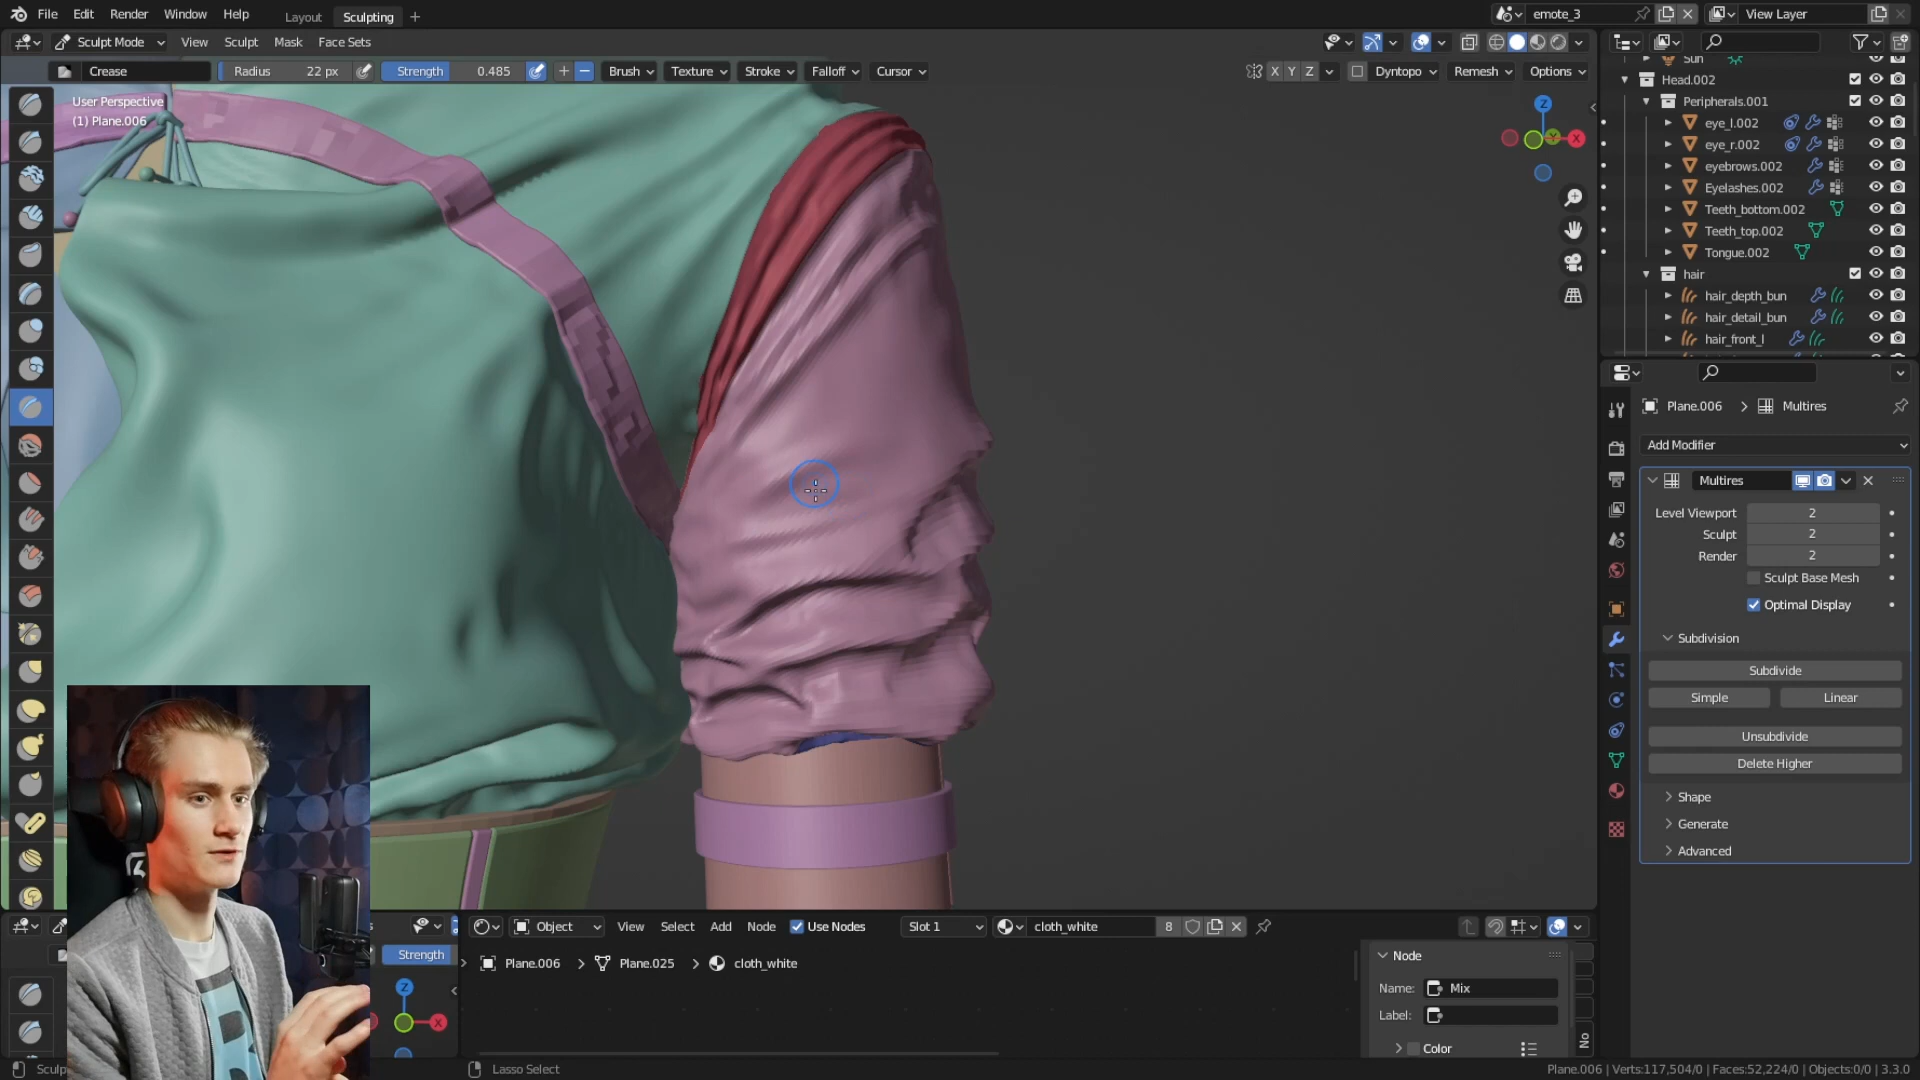 File Edit Render Window Help Layout Sculpting + emote_3 View Layer
Sculpt Mode View Sculpt Mask Face Sets
Crease Radius 22 px Strength 0.485 Brush Texture Stroke Falloff Cursor X Y Z Dyntopo Remesh Options
User Perspective
(1) Plane.006
Z
X
Sun
Head.002
Peripherals.001
eye_l.002
eye_r.002
eyebrows.002
Eyelashes.002
Teeth_bottom.002
Teeth_top.002
Tongue.002
hair
hair_depth_bun
hair_detail_bun
hair_front_l
Plane.006 > Multires
Add Modifier
Multires
Level Viewport 2
Sculpt 2
Render 2
Sculpt Base Mesh
Optimal Display
Subdivision
Subdivide
Simple Linear
Unsubdivide
Delete Higher
Shape
Generate
Advanced
Object View Select Add Node Use Nodes Slot 1 cloth_white 8
Strength
Plane.006 > Plane.025 > cloth_white
Z
X
Node
Name: Mix
Label:
Color
No
Sculp
Lasso Select
Plane.006 | Verts:117,504/0 | Faces:52,224/0 | Objects:0/0 | 3.3.0